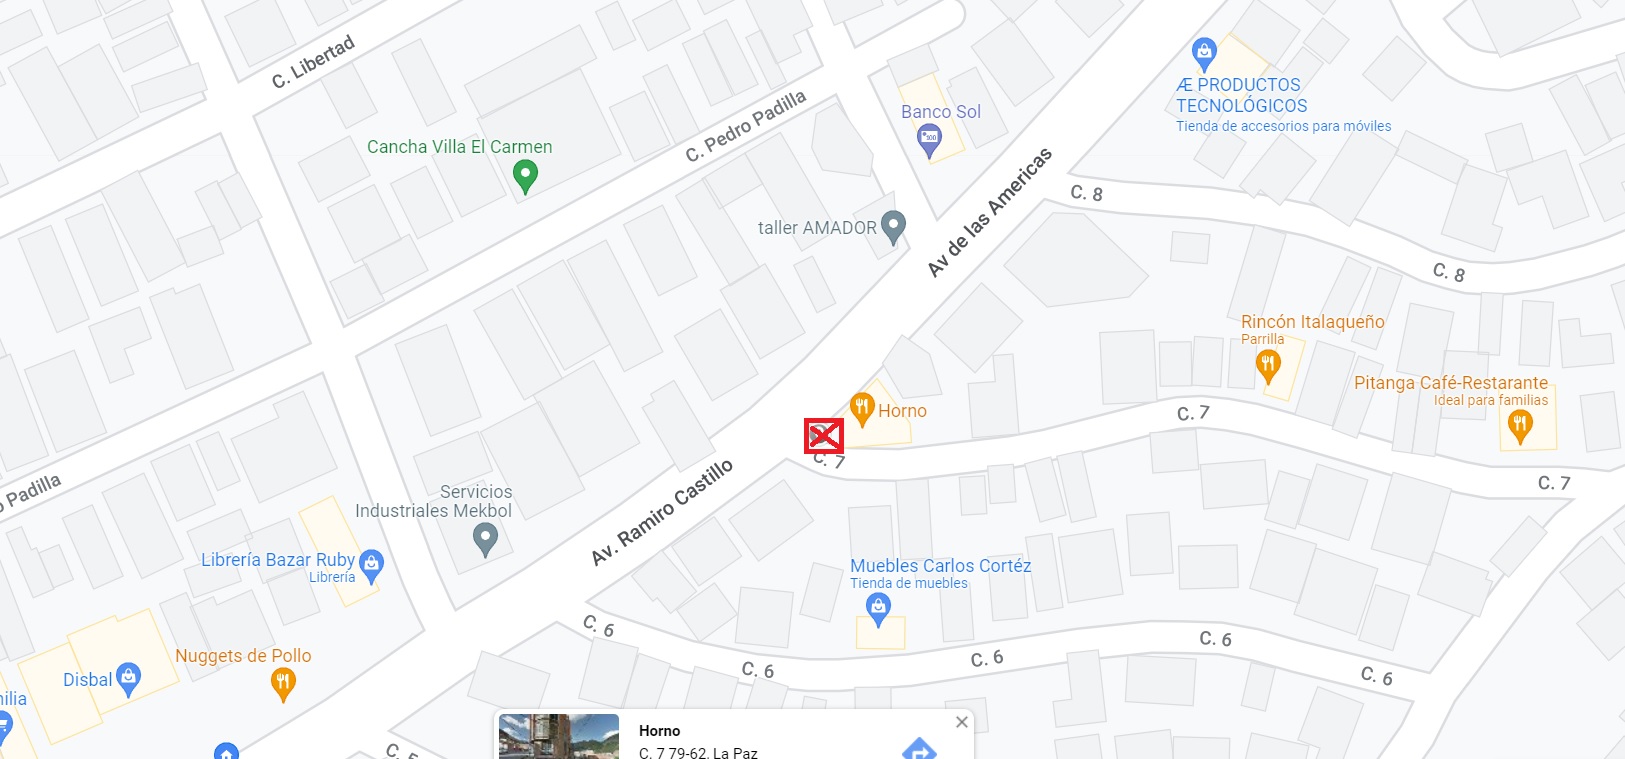 C. Libertad
C. Pedro Padilla
Cancha Villa El Carmen
Banco Sol
Æ PRODUCTOS
TECNOLÓGICOS
Tienda de accesorios para móviles
Av de las Americas
C. 8
taller AMADOR
C. 8
Rincón Italaqueño
Parrilla
Pitanga Café-Restarante
Ideal para familias
Horno
C. 7
C. 7
C. 7
Padilla
Av. Ramiro Castillo
Servicios
Industriales Mekbol
Librería Bazar Ruby
Librería
Muebles Carlos Cortéz
Tienda de muebles
C. 6
C. 6
C. 6
C. 6
C. 6
Nuggets de Pollo
Disbal
Horno
C. 7 79-62, La Paz